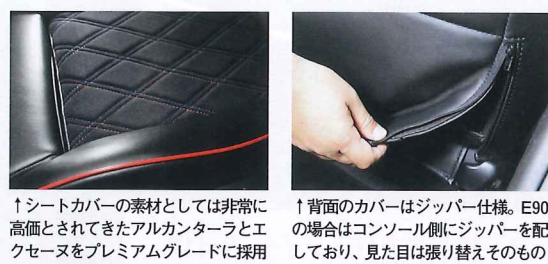 ↑シートカバーの素材としては非常に
高価とされてきたアルカンターラとエ
クセーヌをプレミアムグレードに採用
↑背面のカバーはジッパー仕様。E90
の場合はコンソール側にジッパーを配
しており、見た目は張り替えそのもの